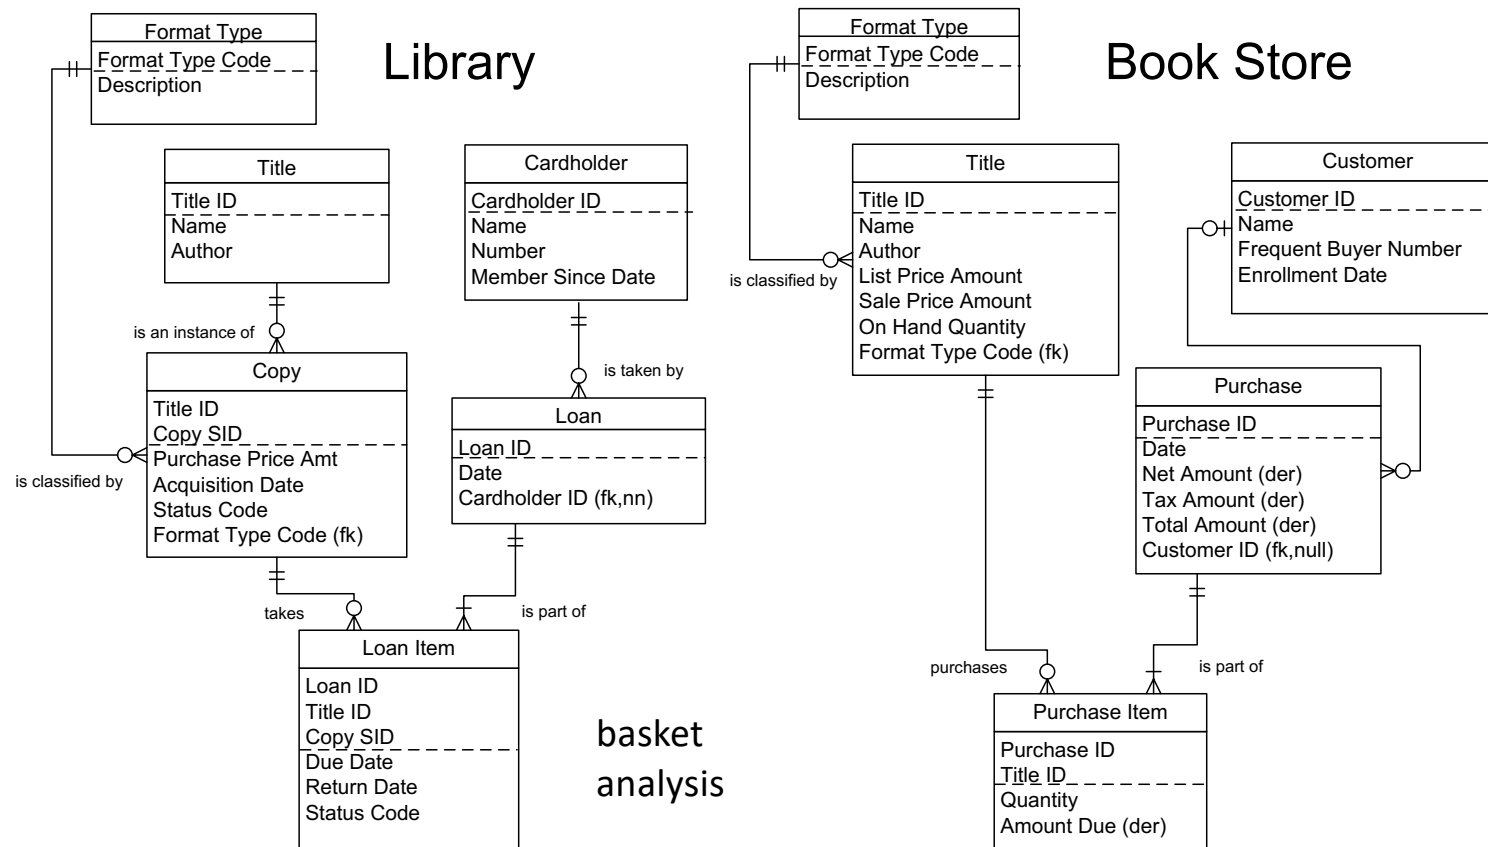 Library
Format Type
Format Type Code
Description
Title
Title ID
Name
Author
Cardholder
Cardholder ID
Name
Number
Member Since Date
is an instance of
is taken by
is classified by
Copy
Title ID
Copy SID
Purchase Price Amt
Acquisition Date
Status Code
Format Type Code (fk)
Loan
Loan ID
Date
Cardholder ID (fk,nn)
takes
is part of
Loan Item
Loan ID
Title ID
Copy SID
Due Date
Return Date
Status Code
basket
analysis
Book Store
Format Type
Format Type Code
Description
Title
Title ID
Name
Author
List Price Amount
Sale Price Amount
On Hand Quantity
Format Type Code (fk)
is classified by
Customer
Customer ID
Name
Frequent Buyer Number
Enrollment Date
Purchase
Purchase ID
Date
Net Amount (der)
Tax Amount (der)
Total Amount (der)
Customer ID (fk,null)
purchases
is part of
Purchase Item
Purchase ID
Title ID
Quantity
Amount Due (der)